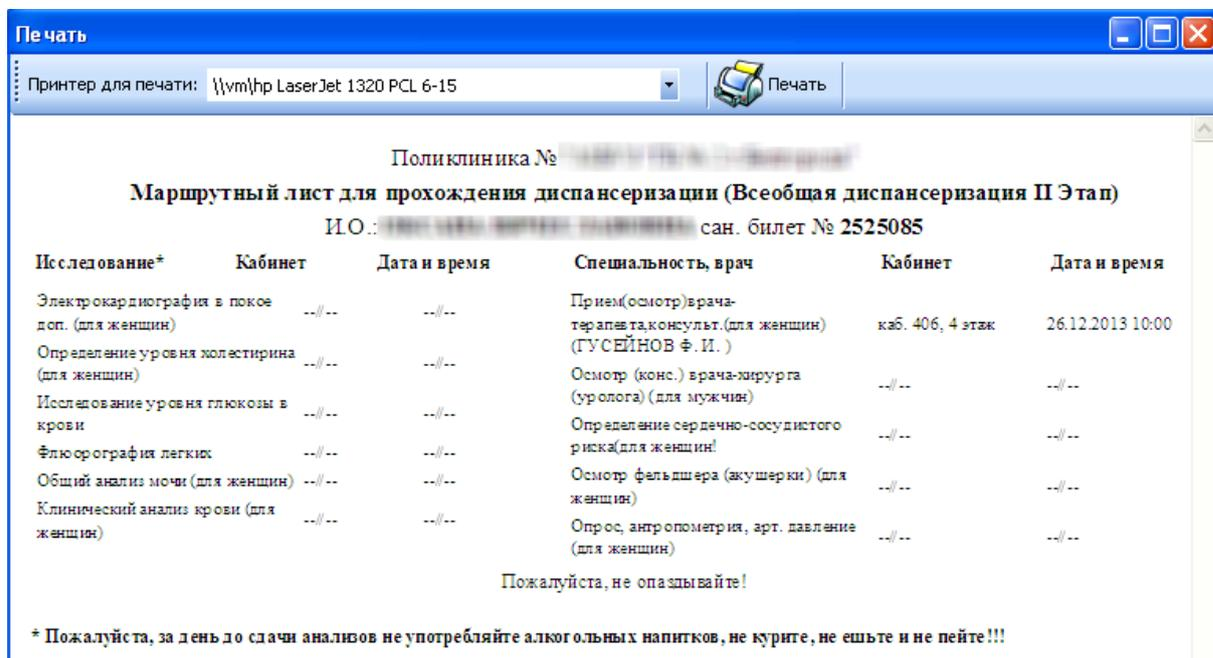 Печать
Принтер для печати: \\vm\hp LaserJet 1320 PCL 6-15 Печать
Поликлиника №
Маршрутный лист для прохождения диспансеризации (Всеобщая диспансеризация II Этап)
И.О.: сан. билет № 2525085
Исследование* Кабинет Дата и время
Электрокардиография в покое
доп. (для женщин) --//-- --//--
Определение уровня холестирина
(для женщин) --//-- --//--
Исследование уровня глюкозы в
крови --//-- --//--
Флюорография легких --//-- --//--
Общий анализ мочи (для женщин) --//-- --//--
Клинический анализ крови (для
женщин) --//-- --//--
Специальность, врач Кабинет Дата и время
Прием(осмотр)врача-
терапевта,консульт.(для женщин) каб. 406, 4 этаж 26.12.2013 10:00
(ГУСЕЙНОВ Ф. И. )
Осмотр (конс.) врача-хирурга
(уролога) (для мужчин) --//-- --//--
Определение сердечно-сосудистого
риска(для женщин! --//-- --//--
Осмотр фельдшера (акушерки) (для
женщин) --//-- --//--
Опрос, антропометрия, арт. давление
(для женщин) --//-- --//--
Пожалуйста, не опаздывайте!
* Пожалуйста, за день до сдачи анализов не употребляйте алкогольных напитков, не курите, не ешьте и не пейте!!!